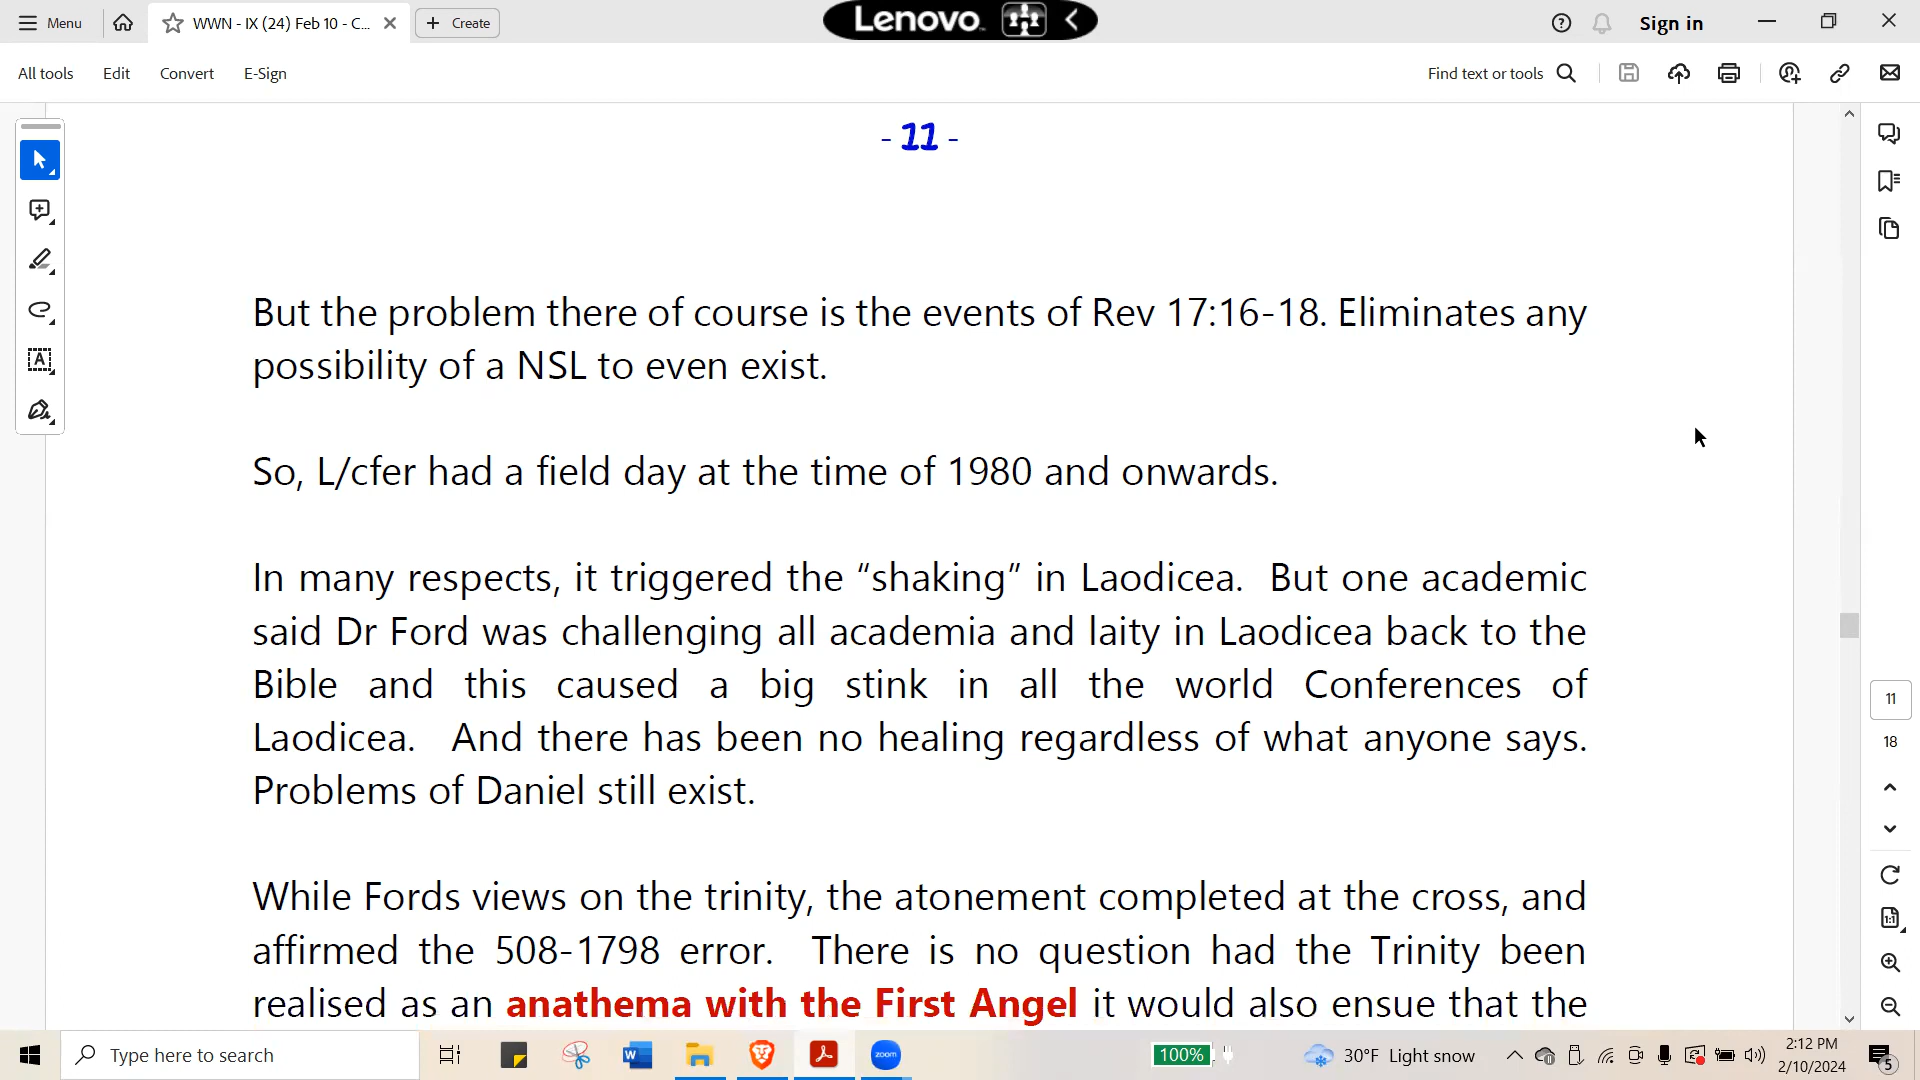 Menu
WWN - IX (24) Feb 10 - C...
Create
Lenovo
Sign in
All tools
Edit
Convert
E-Sign
Find text or tools
- 11 -
But the problem there of course is the events of Rev 17:16-18. Eliminates any
possibility of a NSL to even exist.
So, L/cfer had a field day at the time of 1980 and onwards.
In many respects, it triggered the “shaking” in Laodicea.  But one academic
said Dr Ford was challenging all academia and laity in Laodicea back to the
Bible and this caused a big stink in all the world Conferences of
Laodicea.  And there has been no healing regardless of what anyone says.
Problems of Daniel still exist.
While Fords views on the trinity, the atonement completed at the cross, and
affirmed the 508-1798 error.  There is no question had the Trinity been
realised as an anathema with the First Angel it would also ensue that the
11
18
1:1
Type here to search
W
zoom
100%
30°F Light snow
2:12 PM
2/10/2024
5